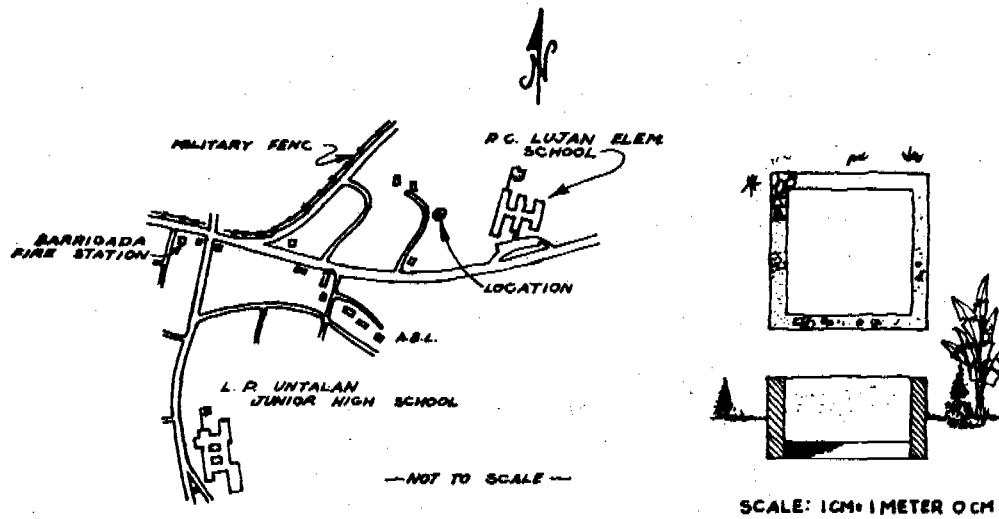 N
MILITARY FENC
P.C. LUJAN ELEM.
SCHOOL
BARRIGADA
FIRE STATION
LOCATION
A.B.L.
L. P. UNTALAN
JUNIOR HIGH SCHOOL
—NOT TO SCALE—
SCALE: 1CM=1METER 0CM